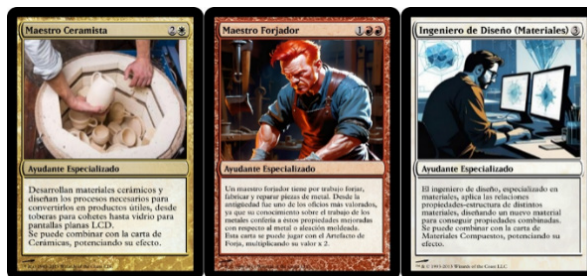 Maestro Ceramista 2
Ayudante Especializado
Desarrollan materiales cerámicos y
diseñan los procesos necesarios para
convertirlos en productos útiles, desde
toberas para cohetes hasta vidrio para
pantallas planas LCD.
Se puede combinar con la carta de
Cerámicas, potenciando su efecto.
Maestro Forjador 1
Ayudante Especializado
Un maestro forjador tiene por trabajo forjar,
fabricar y reparar piezas de metal. Desde la
antigüedad fue uno de los oficios más valorados,
ya que su conocimiento sobre el trabajo de los
metales confería a éstos propiedades mejoradas
con respecto al metal o aleación moldeada.
Esta carta se puede jugar con el Artefacto de
Forja, multiplicando su valor x 2.
Ingeniero de Diseño (Materiales) 3
Ayudante Especializado
El ingeniero de diseño, especializado en
materiales, aplica las relaciones
propiedades-estructura de distintos
materiales, diseñando un nuevo material
para conseguir propiedades combinadas.
Se puede combinar con la carta de
Materiales Compuestos, potenciando su
efecto.